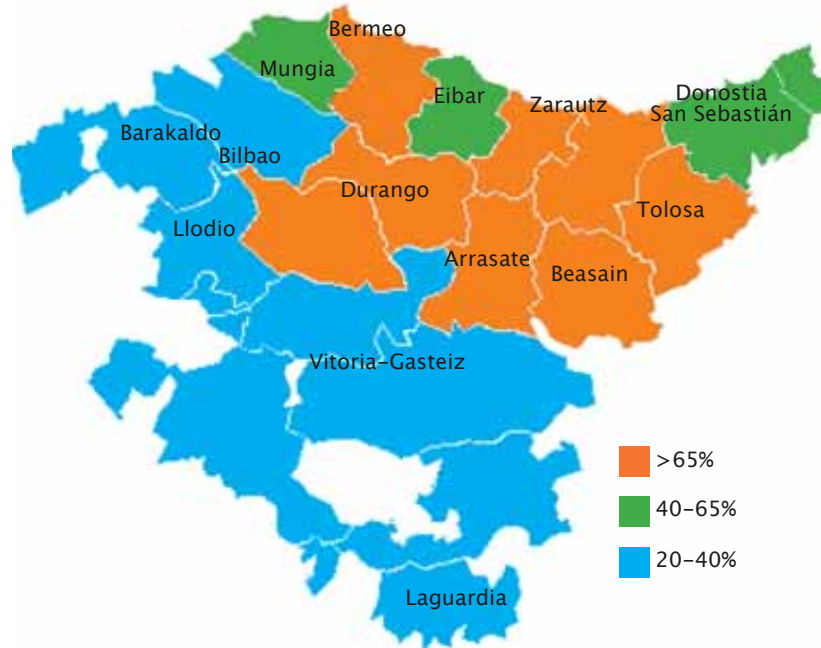 Bermeo
Mungia
Eibar
Zarautz
Donostia
San Sebastián
Barakaldo
Bilbao
Durango
Tolosa
Llodio
Arrasate
Beasain
Vitoria-Gasteiz
>65%
40-65%
20-40%
Laguardia